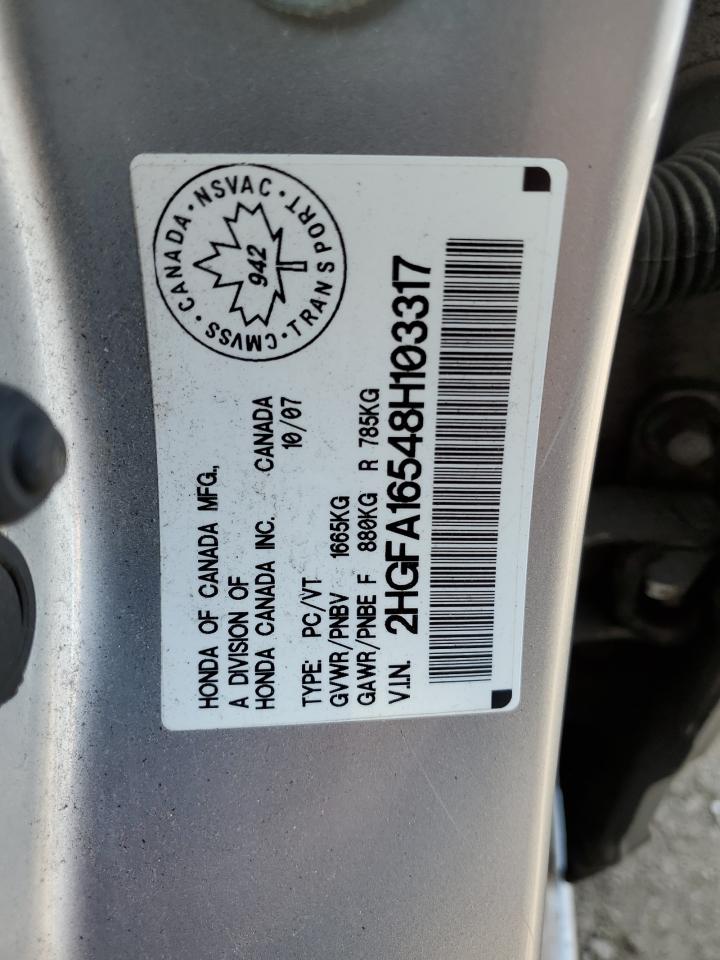 HONDA OF CANADA MFG.,
A DIVISION OF
HONDA CANADA INC. CANADA
10/07
TYPE: PC/VT
GVWR/PNBV 1665KG
GAWR/PNBE F 880KG R 785KG
V.I.N. 2HGFA16548H103317
CMVSS · CANADA · NSVAC · TRANSPORT ·
942